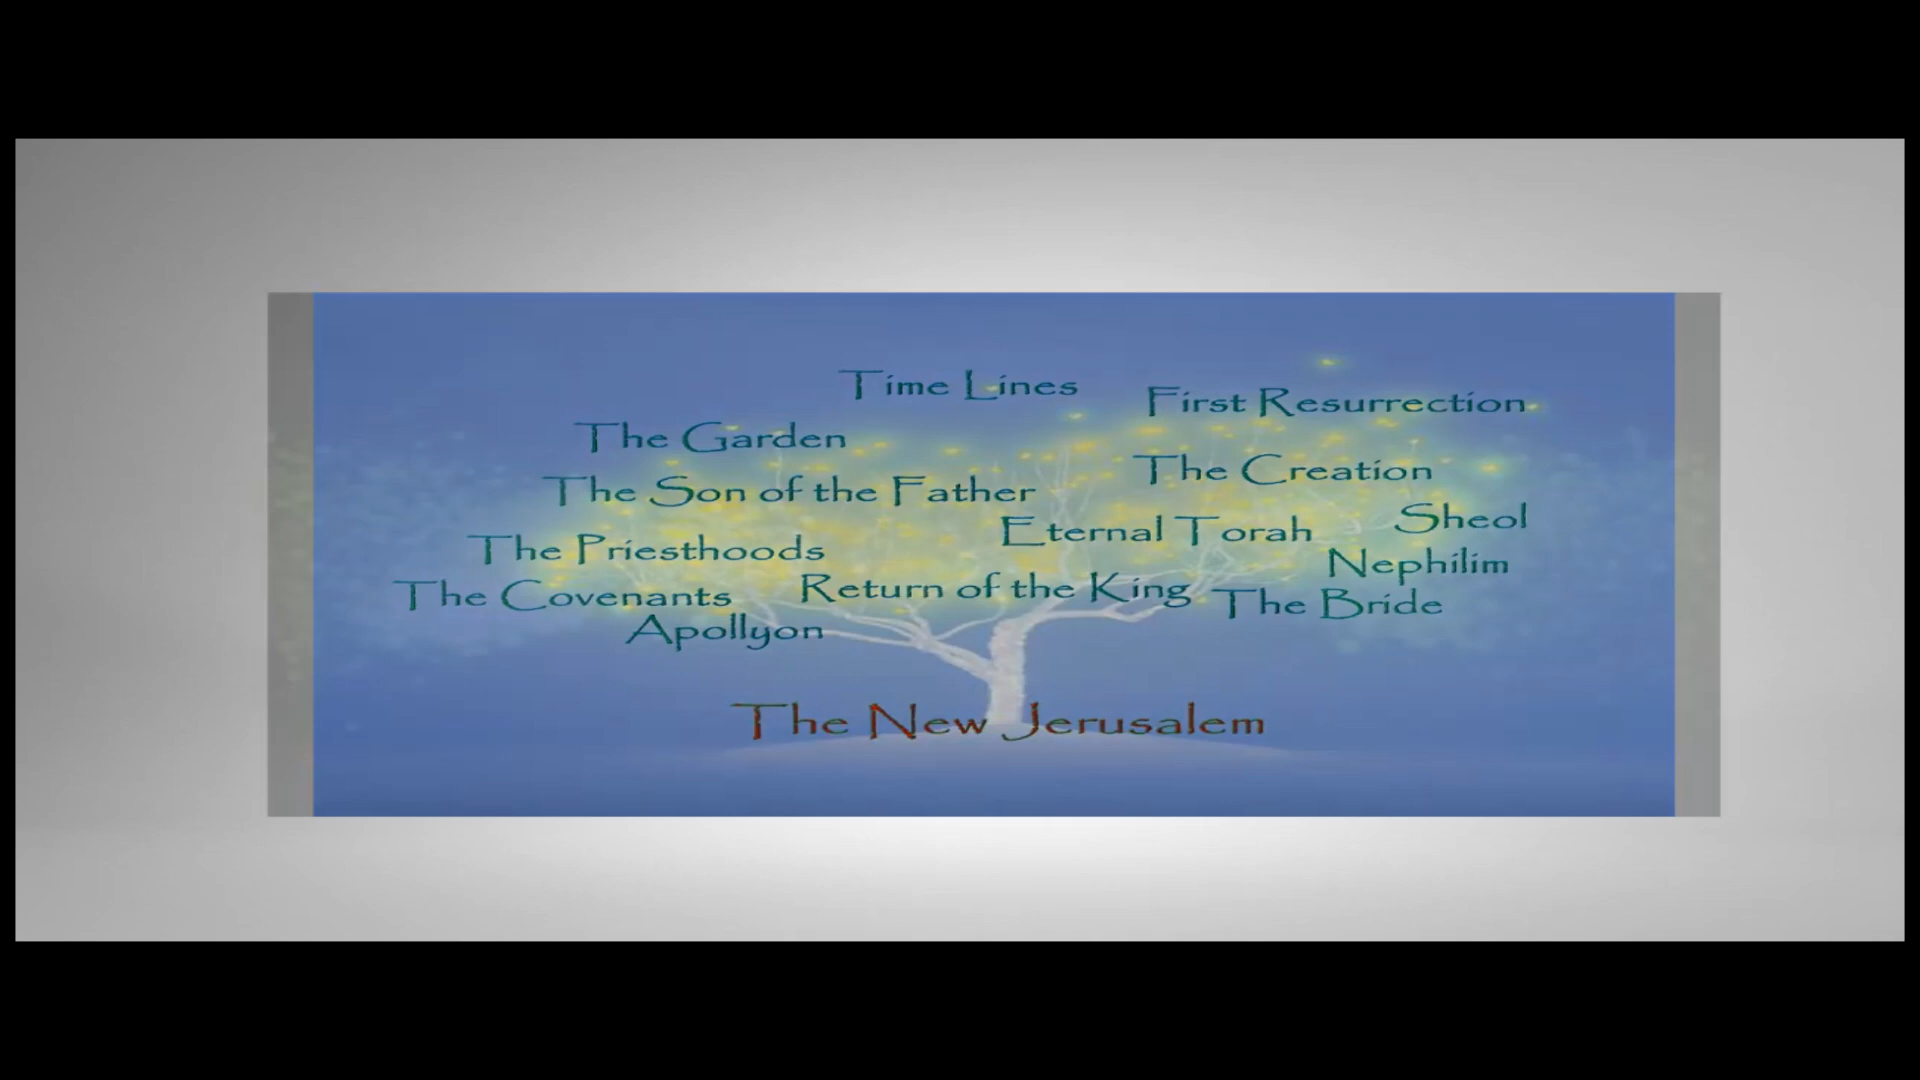 Time Lines
First Resurrection
The Garden
The Creation
The Son of the Father
Sheol
Eternal Torah
The Priesthoods
Nephilim
Return of the King
The Covenants
The Bride
Apollyon
The New Jerusalem